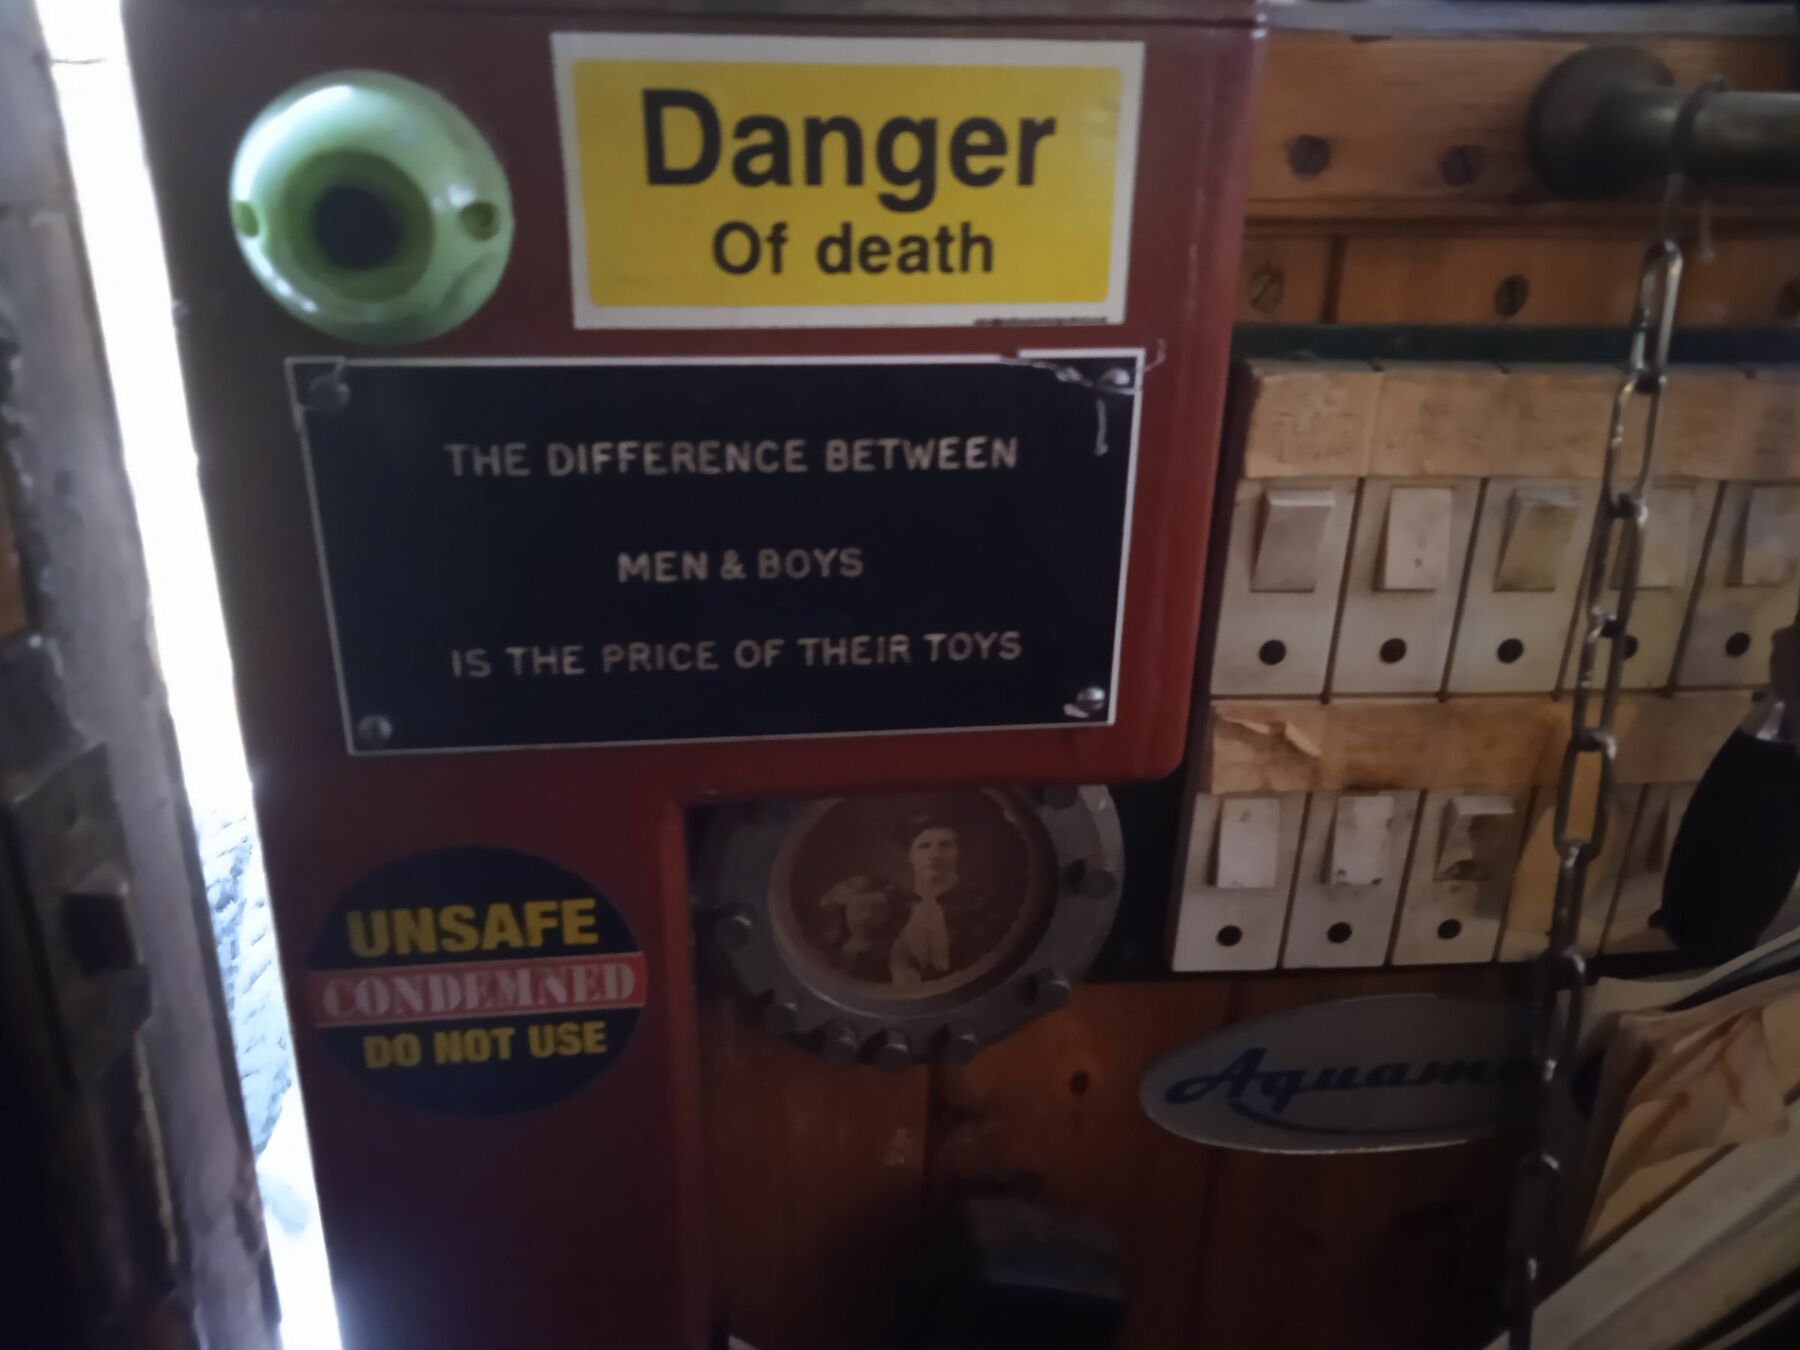 Danger
Of death
THE DIFFERENCE BETWEEN
MEN & BOYS
IS THE PRICE OF THEIR TOYS
UNSAFE
CONDEMNED
DO NOT USE